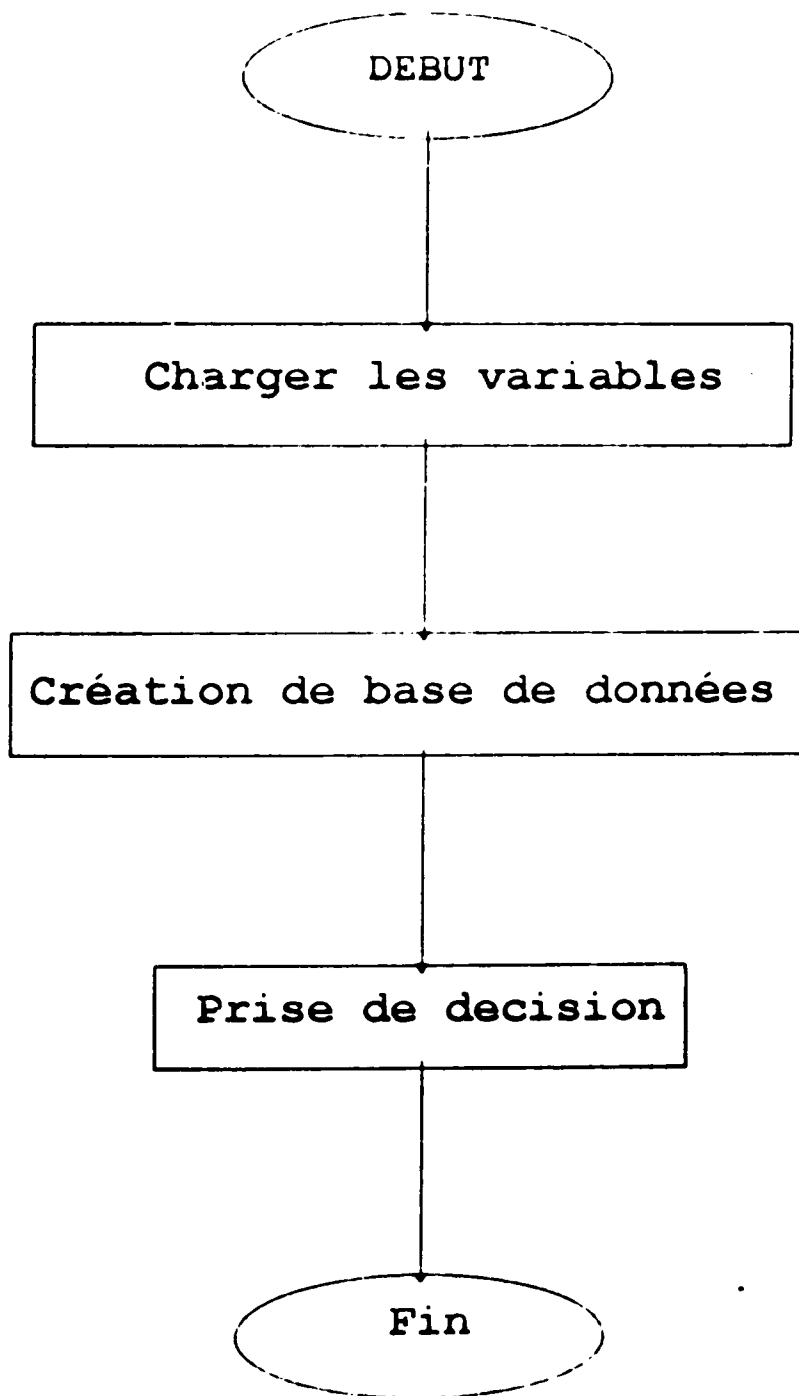 DEBUT
Charger les variables
Création de base de données
Prise de decision
Fin